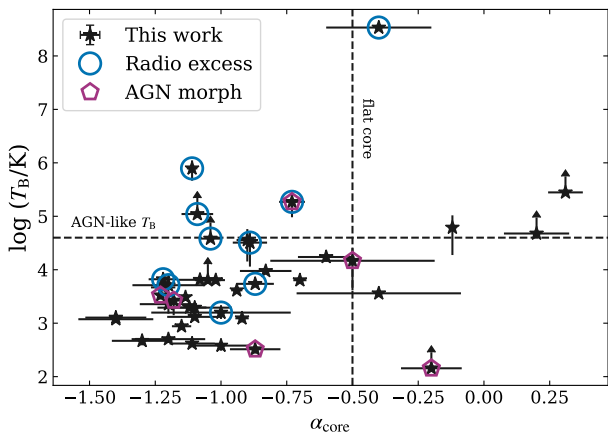 This work
Radio excess
AGN morph
flat core
AGN-like T_B
log (T_B/K)
8
7
6
5
4
3
2
−1.50 −1.25 −1.00 −0.75 −0.50 −0.25 0.00 0.25
α_core